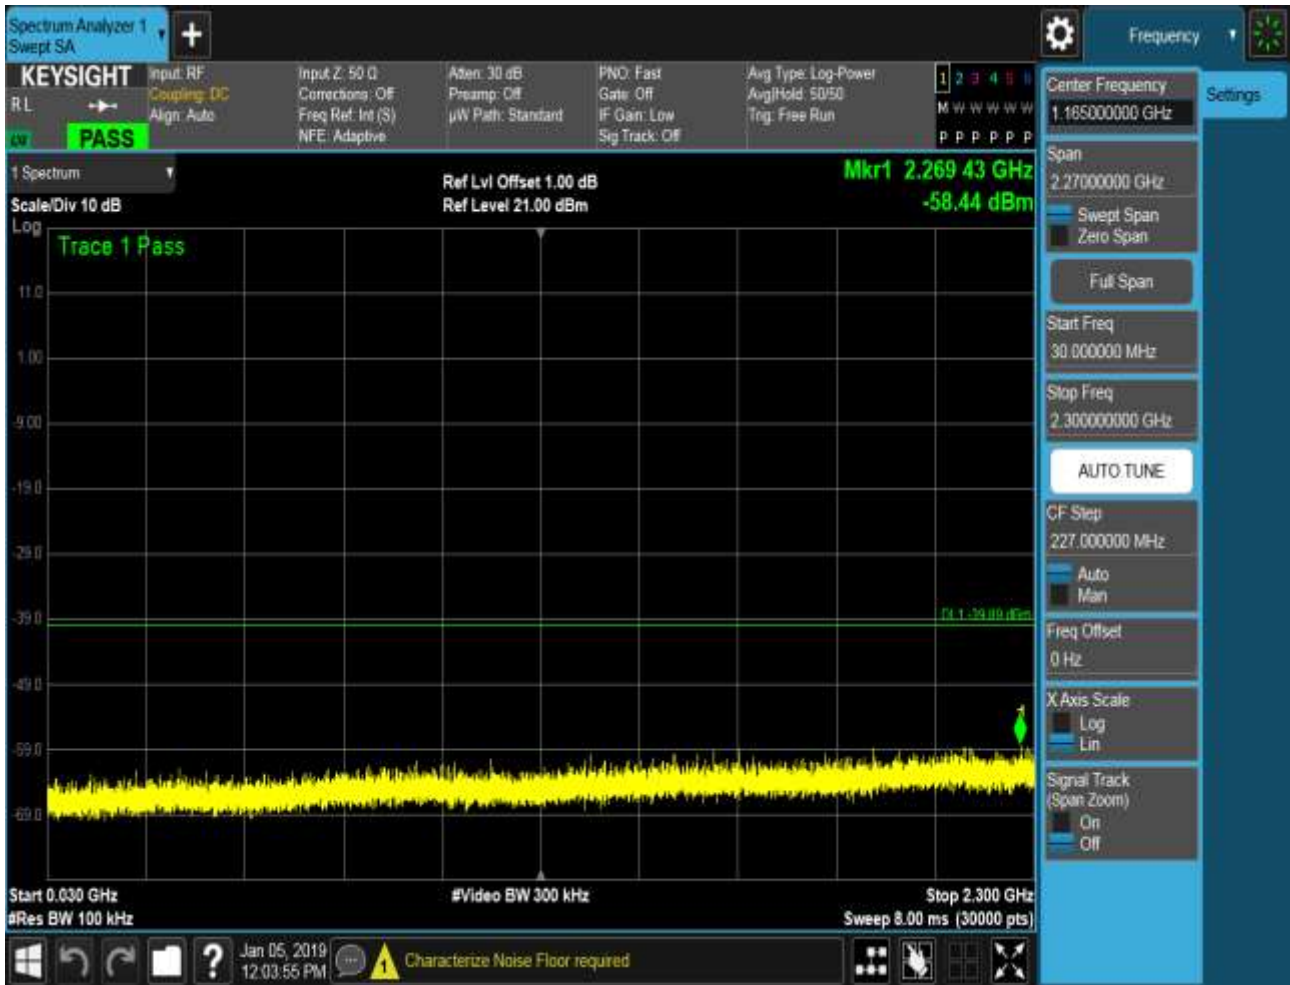 Spectrum Analyzer 1
Swept SA
Frequency
KEYSIGHT
R L
PASS
Input: RF
Coupling: DC
Align: Auto
Input Z: 50 Ω
Corrections: Off
Freq Ref: Int (S)
NFE: Adaptive
Atten: 30 dB
Preamp: Off
µW Path: Standard
PNO: Fast
Gate: Off
IF Gain: Low
Sig Track: Off
Avg Type: Log-Power
Avg|Hold: 50/50
Trig: Free Run
1 2 3 4 5 6
M W W W W W
P P P P P P
1 Spectrum
Scale/Div 10 dB
Log
Ref Lvl Offset 1.00 dB
Ref Level 21.00 dBm
Mkr1 2.269 43 GHz
-58.44 dBm
Trace 1 Pass
11.0
1.00
-9.00
-19.0
-29.0
-39.0
DL1 -39.89 dBm
-49.0
-59.0
-69.0
1
Start 0.030 GHz
#Res BW 100 kHz
#Video BW 300 kHz
Stop 2.300 GHz
Sweep 8.00 ms (30000 pts)
?
Jan 05, 2019
12:03:55 PM
1
Characterize Noise Floor required
Center Frequency
1.165000000 GHz
Settings
Span
2.27000000 GHz
Swept Span
Zero Span
Full Span
Start Freq
30.000000 MHz
Stop Freq
2.300000000 GHz
AUTO TUNE
CF Step
227.000000 MHz
Auto
Man
Freq Offset
0 Hz
X Axis Scale
Log
Lin
Signal Track
(Span Zoom)
On
Off